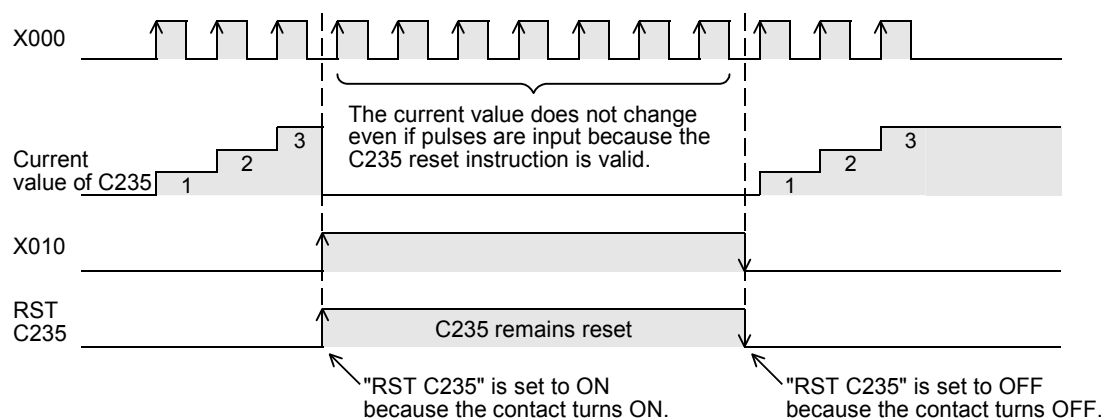 X000
The current value does not change
even if pulses are input because the
C235 reset instruction is valid.
Current
value of C235
1
2
3
1
2
3
X010
RST
C235
C235 remains reset
"RST C235" is set to ON
because the contact turns ON.
"RST C235" is set to OFF
because the contact turns OFF.